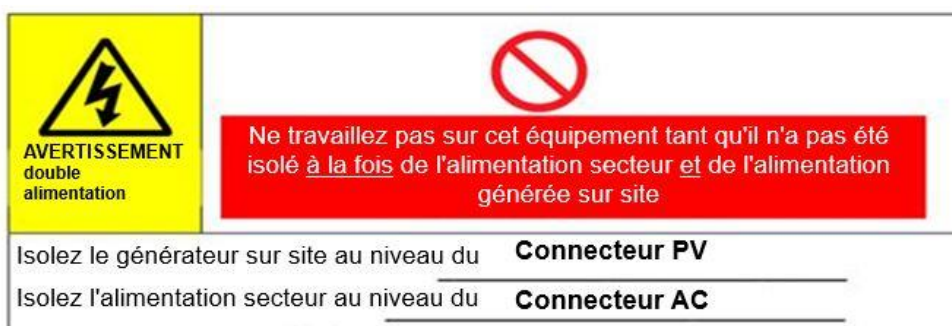 AVERTISSEMENT
double
alimentation
Ne travaillez pas sur cet équipement tant qu'il n'a pas été
isolé à la fois de l'alimentation secteur et de l'alimentation
générée sur site
Isolez le générateur sur site au niveau du Connecteur PV
Isolez l'alimentation secteur au niveau du Connecteur AC